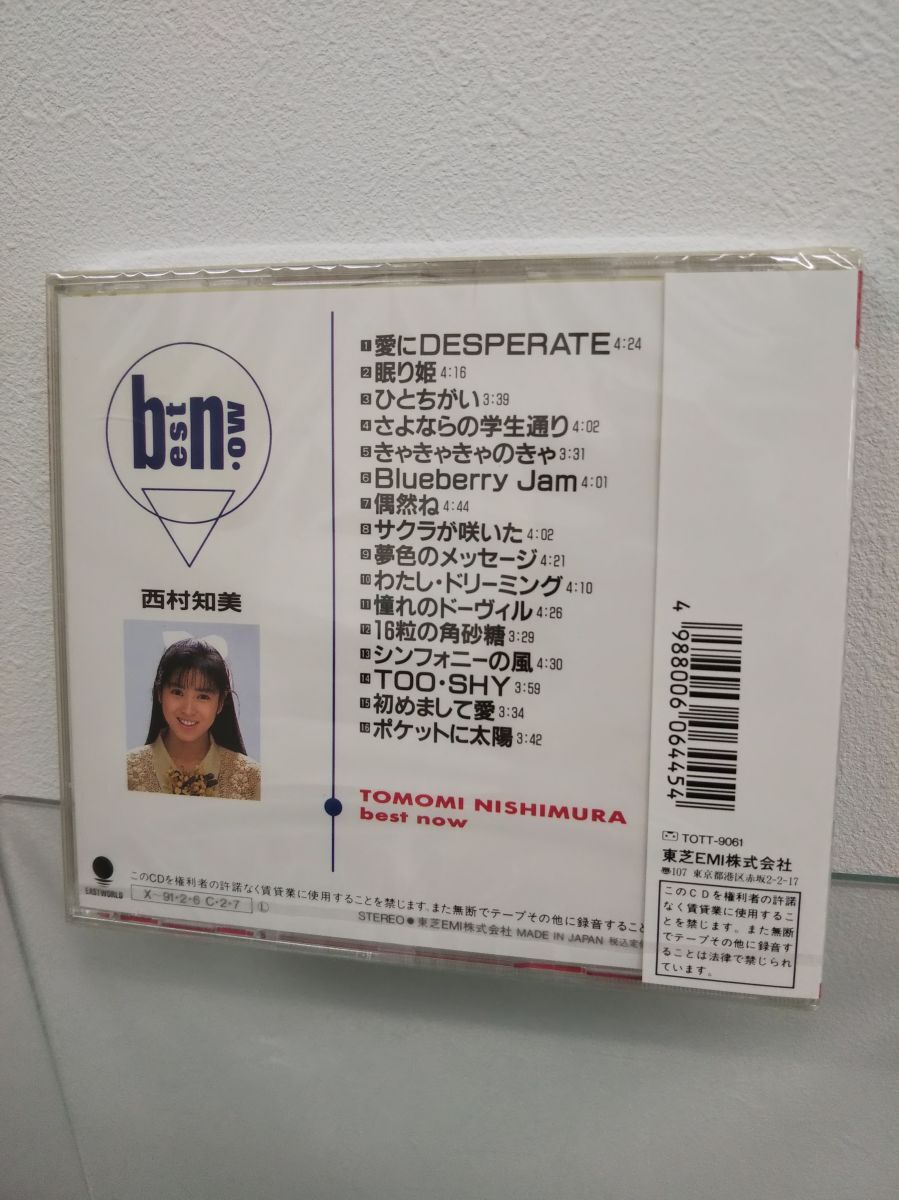 best now.
西村知美
1 愛にDESPERATE 4:24
2 眠り姫 4:16
3 ひとちがい 3:39
4 さよならの学生通り 4:02
5 きゃきゃきゃのきゃ 3:31
6 Blueberry Jam 4:01
7 偶然ね 4:44
8 サクラが咲いた 4:02
9 夢色のメッセージ 4:21
10 わたし・ドリーミング 4:10
11 憧れのドーヴィル 4:26
12 16粒の角砂糖 3:29
13 シンフォニーの風 4:30
14 TOO・SHY 3:59
15 初めまして愛 3:34
16 ポケットに太陽 3:42
TOMOMI NISHIMURA
best now
EASTWORLD
このCDを権利者の許諾なく賃貸業に使用することを禁じます。また無断でテープその他に録音すること
X-91・2・6 C・2・7 Ⓛ
STEREO ● 東芝EMI株式会社 MADE IN JAPAN 税込定価
4 988006 064454
TOTT-9061
東芝EMI株式会社
〒107 東京都港区赤坂2-2-17
このCDを権利者の許諾
なく賃貸業に使用するこ
とを禁じます。また無断
でテープその他に録音す
ることは法律で禁じられ
ています。